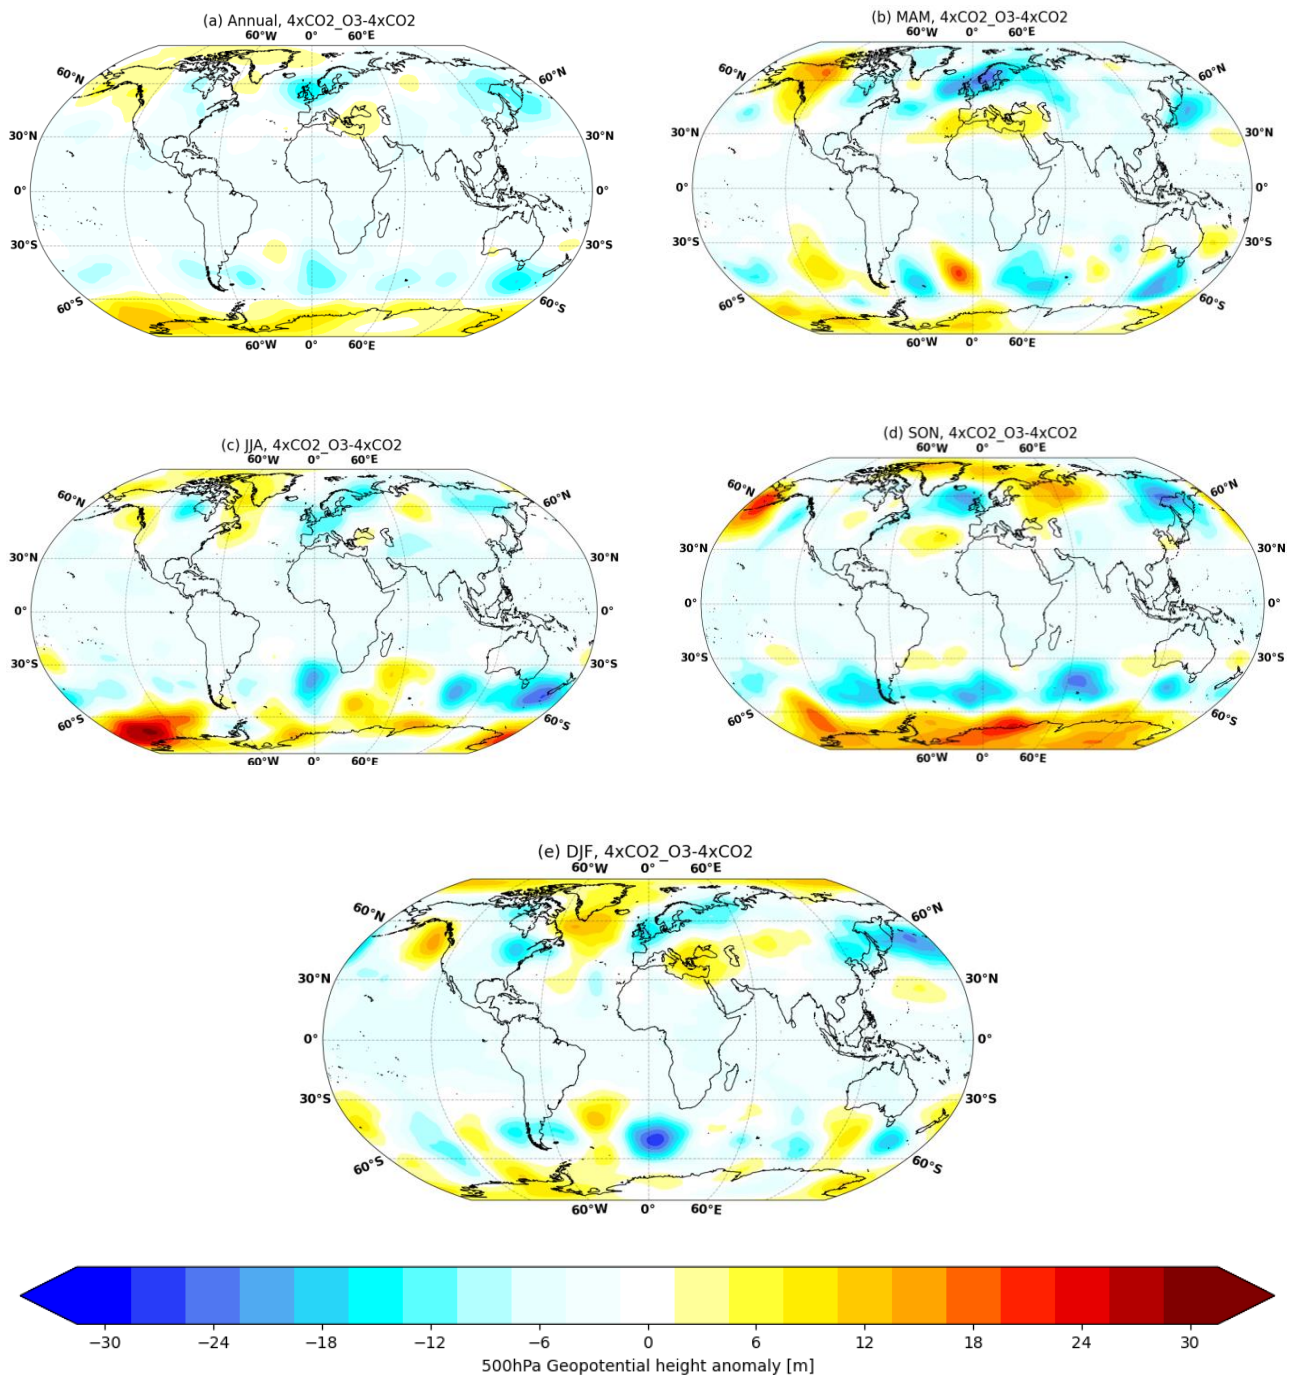 (a) Annual, 4xCO2_O3-4xCO2
60°W 0° 60°E
60°N 60°N
30°N 30°N
0° 0°
30°S 30°S
60°S 60°S
60°W 0° 60°E
(b) MAM, 4xCO2_O3-4xCO2
60°W 0° 60°E
60°N 60°N
30°N 30°N
0° 0°
30°S 30°S
60°S 60°S
60°W 0° 60°E
(c) JJA, 4xCO2_O3-4xCO2
60°W 0° 60°E
60°N 60°N
30°N 30°N
0° 0°
30°S 30°S
60°S 60°S
60°W 0° 60°E
(d) SON, 4xCO2_O3-4xCO2
60°W 0° 60°E
60°N 60°N
30°N 30°N
0° 0°
30°S 30°S
60°S 60°S
60°W 0° 60°E
(e) DJF, 4xCO2_O3-4xCO2
60°W 0° 60°E
60°N 60°N
30°N 30°N
0° 0°
30°S 30°S
60°S 60°S
60°W 0° 60°E
−30 −24 −18 −12 −6 0 6 12 18 24 30
500hPa Geopotential height anomaly [m]